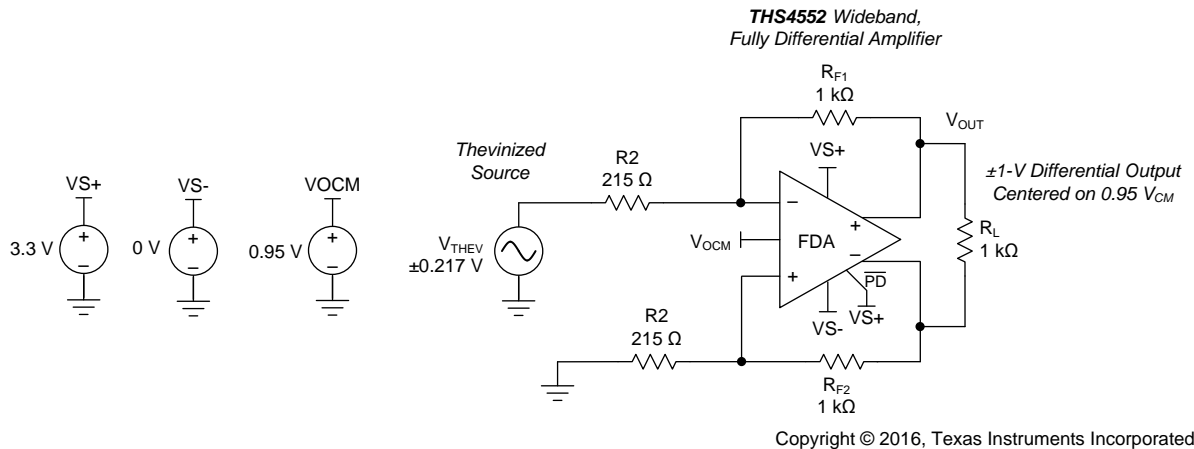 THS4552 Wideband,
Fully Differential Amplifier
RF1
1 kΩ
VOUT
Thevinized
Source
R2
215 Ω
VS+
VS+
3.3 V
+
−
VS-
0 V
+
−
VOCM
0.95 V
+
−
VTHEV
±0.217 V
−
VOCM
FDA
+
−
+
PD
VS-
VS+
±1-V Differential Output
Centered on 0.95 VCM
RL
1 kΩ
R2
215 Ω
RF2
1 kΩ
Copyright © 2016, Texas Instruments Incorporated